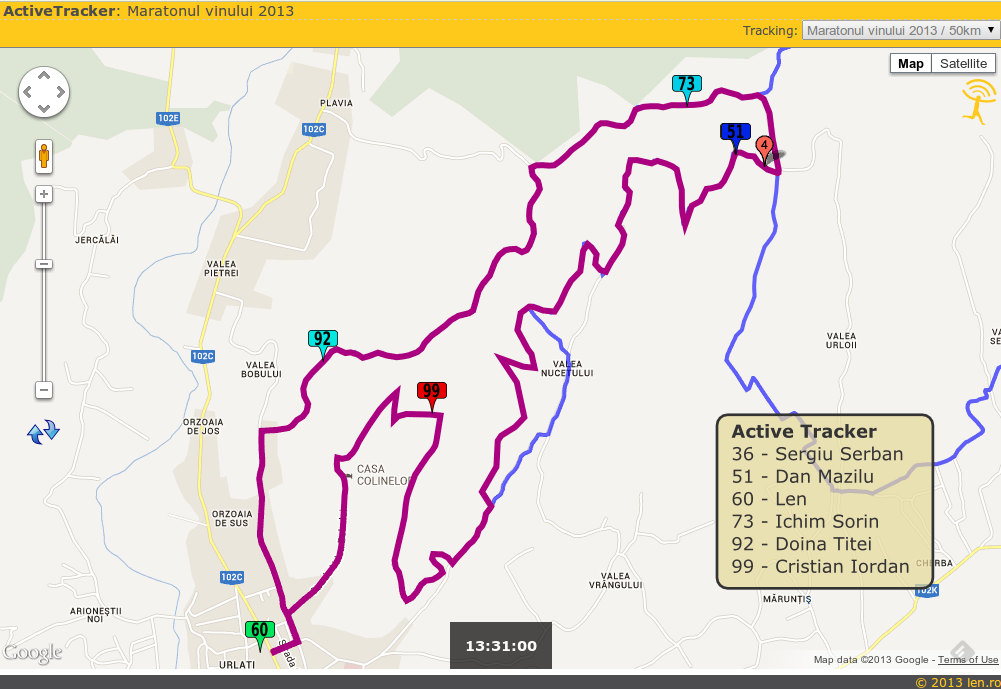 ActiveTracker: Maratonul vinului 2013
Tracking: Maratonul vinului 2013 / 50km
Map Satellite
73
PLAVIA
102E
102C
51
4
JERCĂLĂI
VALEA
PIETREI
92
VALEA
URLOII
102C
VALEA
BOBULUI
VALEA
NUCETULUI
99
ORZOAIA
DE JOS
CASA
COLINELOR
ORZOAIA
DE SUS
Active Tracker
36 - Sergiu Serban
51 - Dan Mazilu
60 - Len
73 - Ichim Sorin
92 - Doina Titei
99 - Cristian Iordan
CHERBA
102C
VALEA
VRÂNGULUI
102K
MĂRUNȚIȘ
ARIONEȘTII
NOI
60
Strada
13:31:00
Google
URLATI
Map data ©2013 Google - Terms of Use
© 2013 len.ro